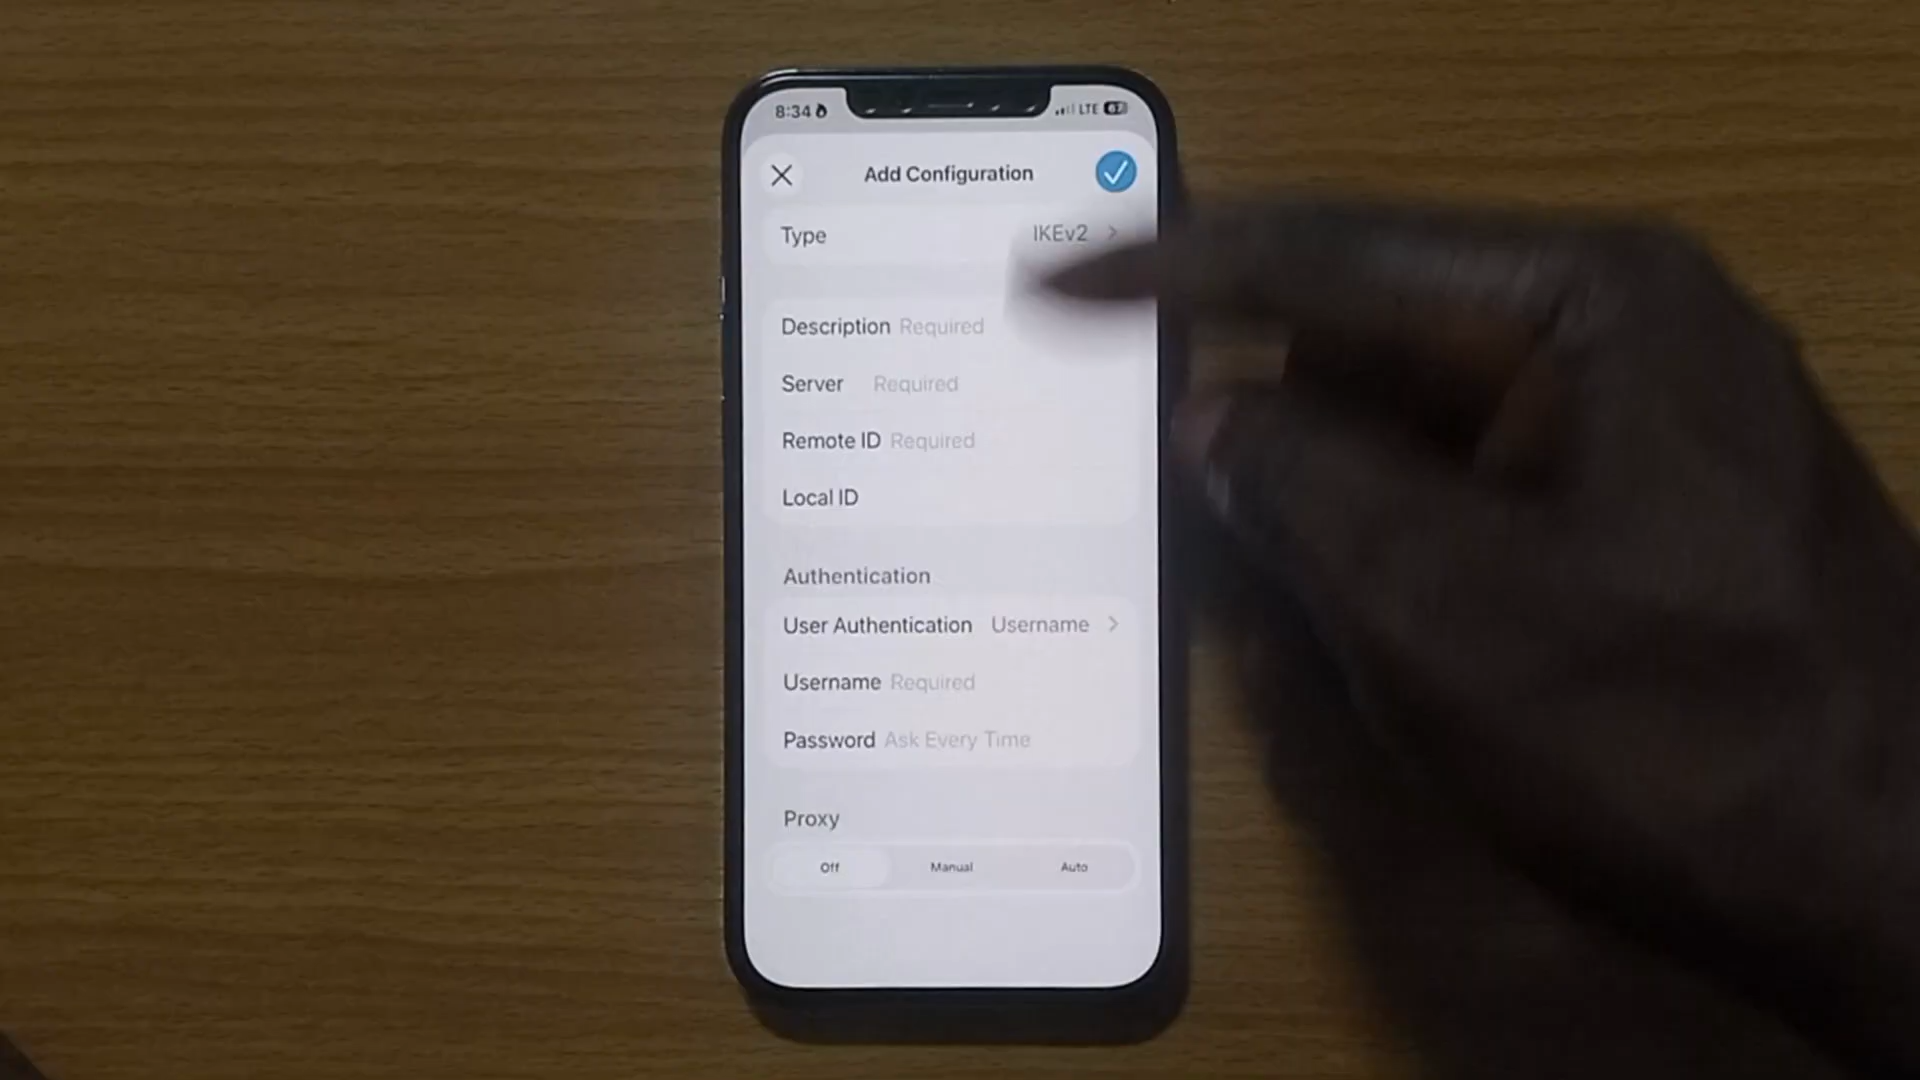 8:34 LTE 67
Add Configuration
Type IKEv2
Description Required
Server Required
Remote ID Required
Local ID
Authentication
User Authentication Username
Username Required
Password Ask Every Time
Proxy
Off Manual Auto